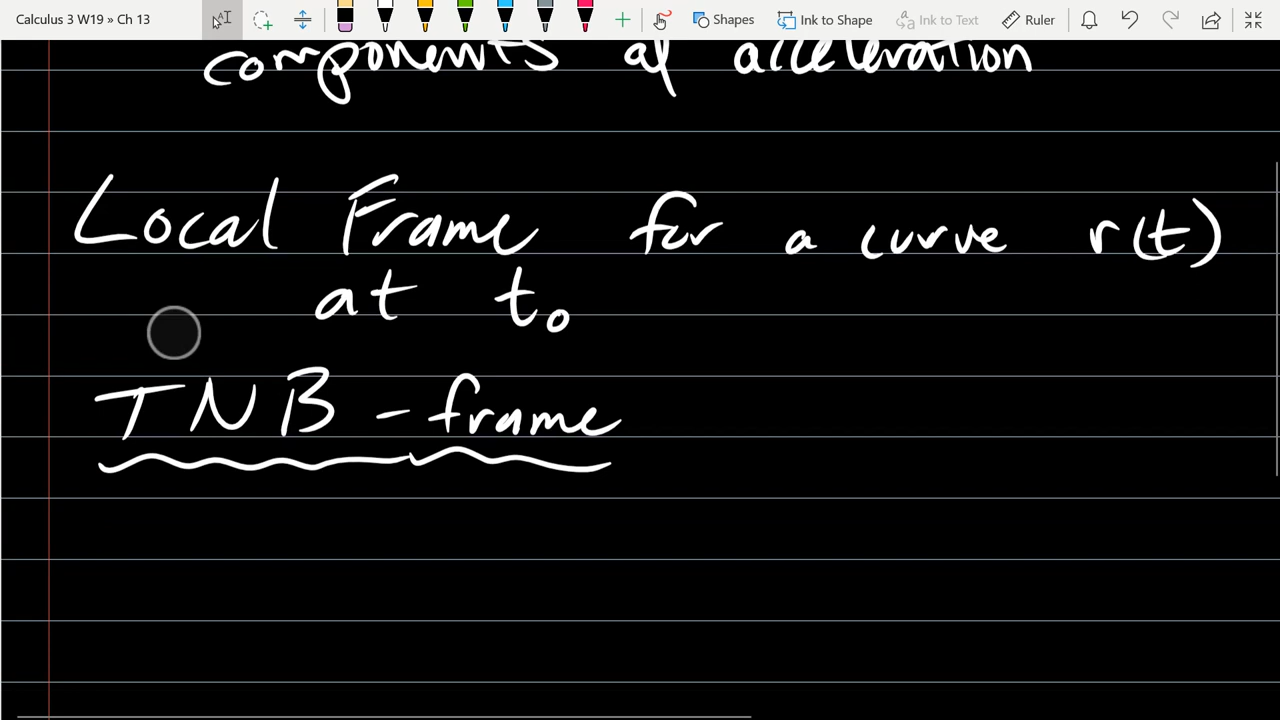 Calculus 3 W19 » Ch 13
Shapes
Ink to Shape
Ink to Text
Ruler
components of acceleration
Local Frame for a curve r(t)
at t₀
TNB - frame